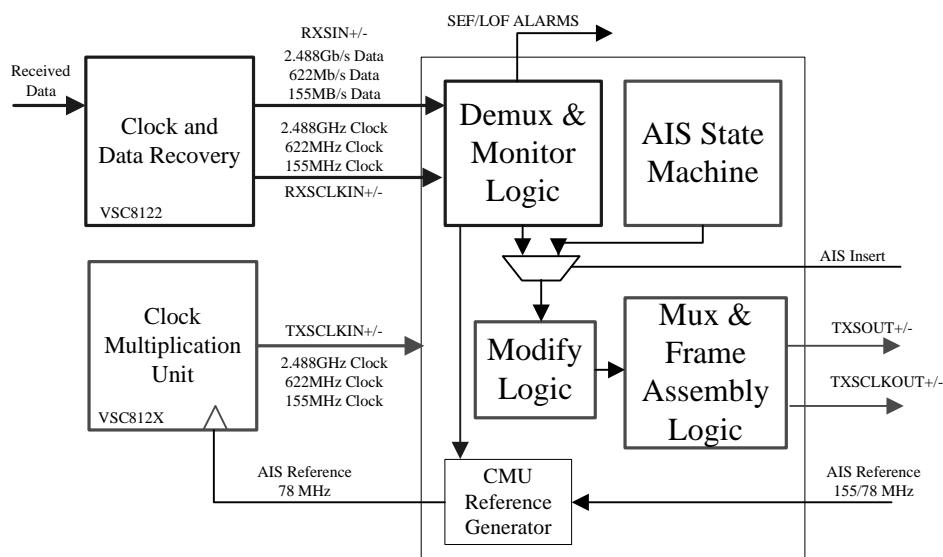 SEF/LOF ALARMS
RXSIN+/-
2.488Gb/s Data
622Mb/s Data
155MB/s Data
Received
Data
Clock and
Data Recovery
VSC8122
2.488GHz Clock
622MHz Clock
155MHz Clock
RXSCLKIN+/-
Demux &
Monitor
Logic
AIS State
Machine
AIS Insert
Clock
Multiplication
Unit
VSC812X
TXSCLKIN+/-
2.488GHz Clock
622MHz Clock
155MHz Clock
Modify
Logic
Mux &
Frame
Assembly
Logic
TXSOUT+/-
TXSCLKOUT+/-
AIS Reference
78 MHz
CMU
Reference
Generator
AIS Reference
155/78 MHz